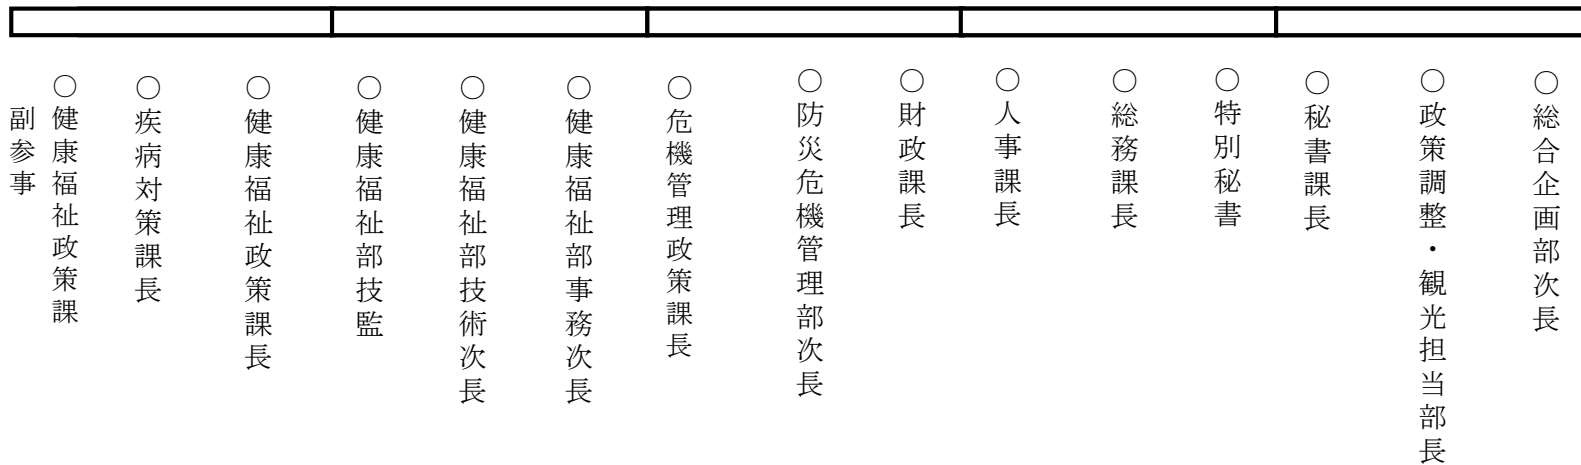 ○総合企画部次長
○政策調整・観光担当部長
○秘書課長
○特別秘書
○総務課長
○人事課長
○財政課長
○防災危機管理部次長
○危機管理政策課長
○健康福祉部事務次長
○健康福祉部技術次長
○健康福祉部技監
○健康福祉政策課長
○疾病対策課長
○健康福祉政策課
副参事